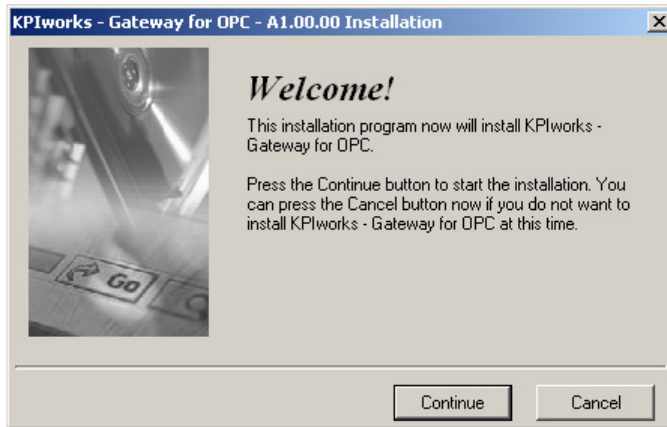 KPIworks - Gateway for OPC - A1.00.00 Installation
Welcome!
This installation program now will install KPIworks -
Gateway for OPC.
Press the Continue button to start the installation. You
can press the Cancel button now if you do not want to
install KPIworks - Gateway for OPC at this time.
Go
Continue
Cancel